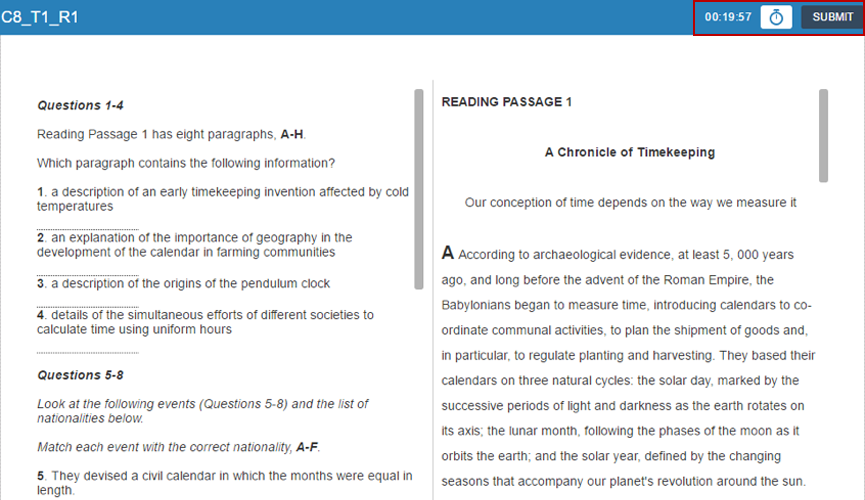 C8_T1_R1
00:19:57
SUBMIT
Questions 1-4
Reading Passage 1 has eight paragraphs, A-H.
Which paragraph contains the following information?
1. a description of an early timekeeping invention affected by cold
temperatures
2. an explanation of the importance of geography in the
development of the calendar in farming communities
3. a description of the origins of the pendulum clock
4. details of the simultaneous efforts of different societies to
calculate time using uniform hours
Questions 5-8
Look at the following events (Questions 5-8) and the list of
nationalities below.
Match each event with the correct nationality, A-F.
5. They devised a civil calendar in which the months were equal in
length.
READING PASSAGE 1
A Chronicle of Timekeeping
Our conception of time depends on the way we measure it
A According to archaeological evidence, at least 5, 000 years
ago, and long before the advent of the Roman Empire, the
Babylonians began to measure time, introducing calendars to co-
ordinate communal activities, to plan the shipment of goods and,
in particular, to regulate planting and harvesting. They based their
calendars on three natural cycles: the solar day, marked by the
successive periods of light and darkness as the earth rotates on
its axis; the lunar month, following the phases of the moon as it
orbits the earth; and the solar year, defined by the changing
seasons that accompany our planet's revolution around the sun.